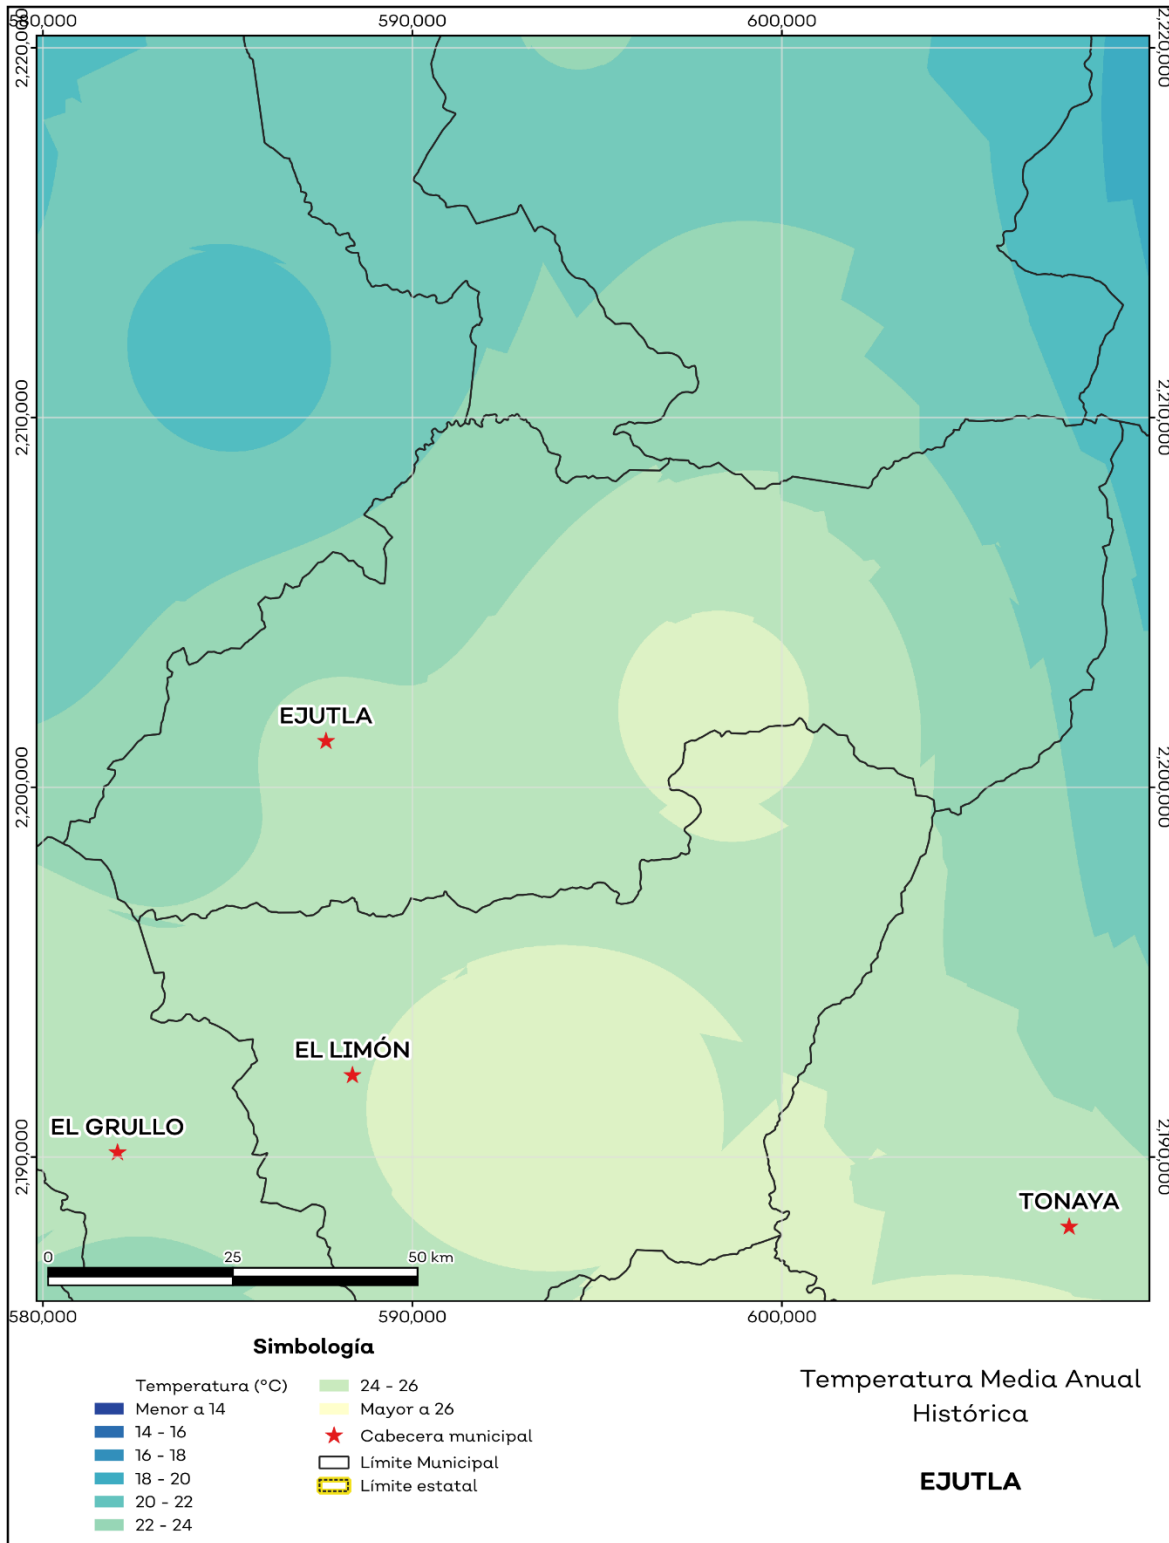 580,000
590,000
600,000
2,220,000
2,220,000
2,210,000
2,210,000
EJUTLA
2,200,000
2,200,000
EL LIMÓN
EL GRULLO
2,190,000
2,190,000
TONAYA
0 25 50 km
580,000
590,000
600,000
Simbología
Temperatura (°C)
Menor a 14
14 - 16
16 - 18
18 - 20
20 - 22
22 - 24
24 - 26
Mayor a 26
Cabecera municipal
Límite Municipal
Límite estatal
Temperatura Media Anual
Histórica
EJUTLA